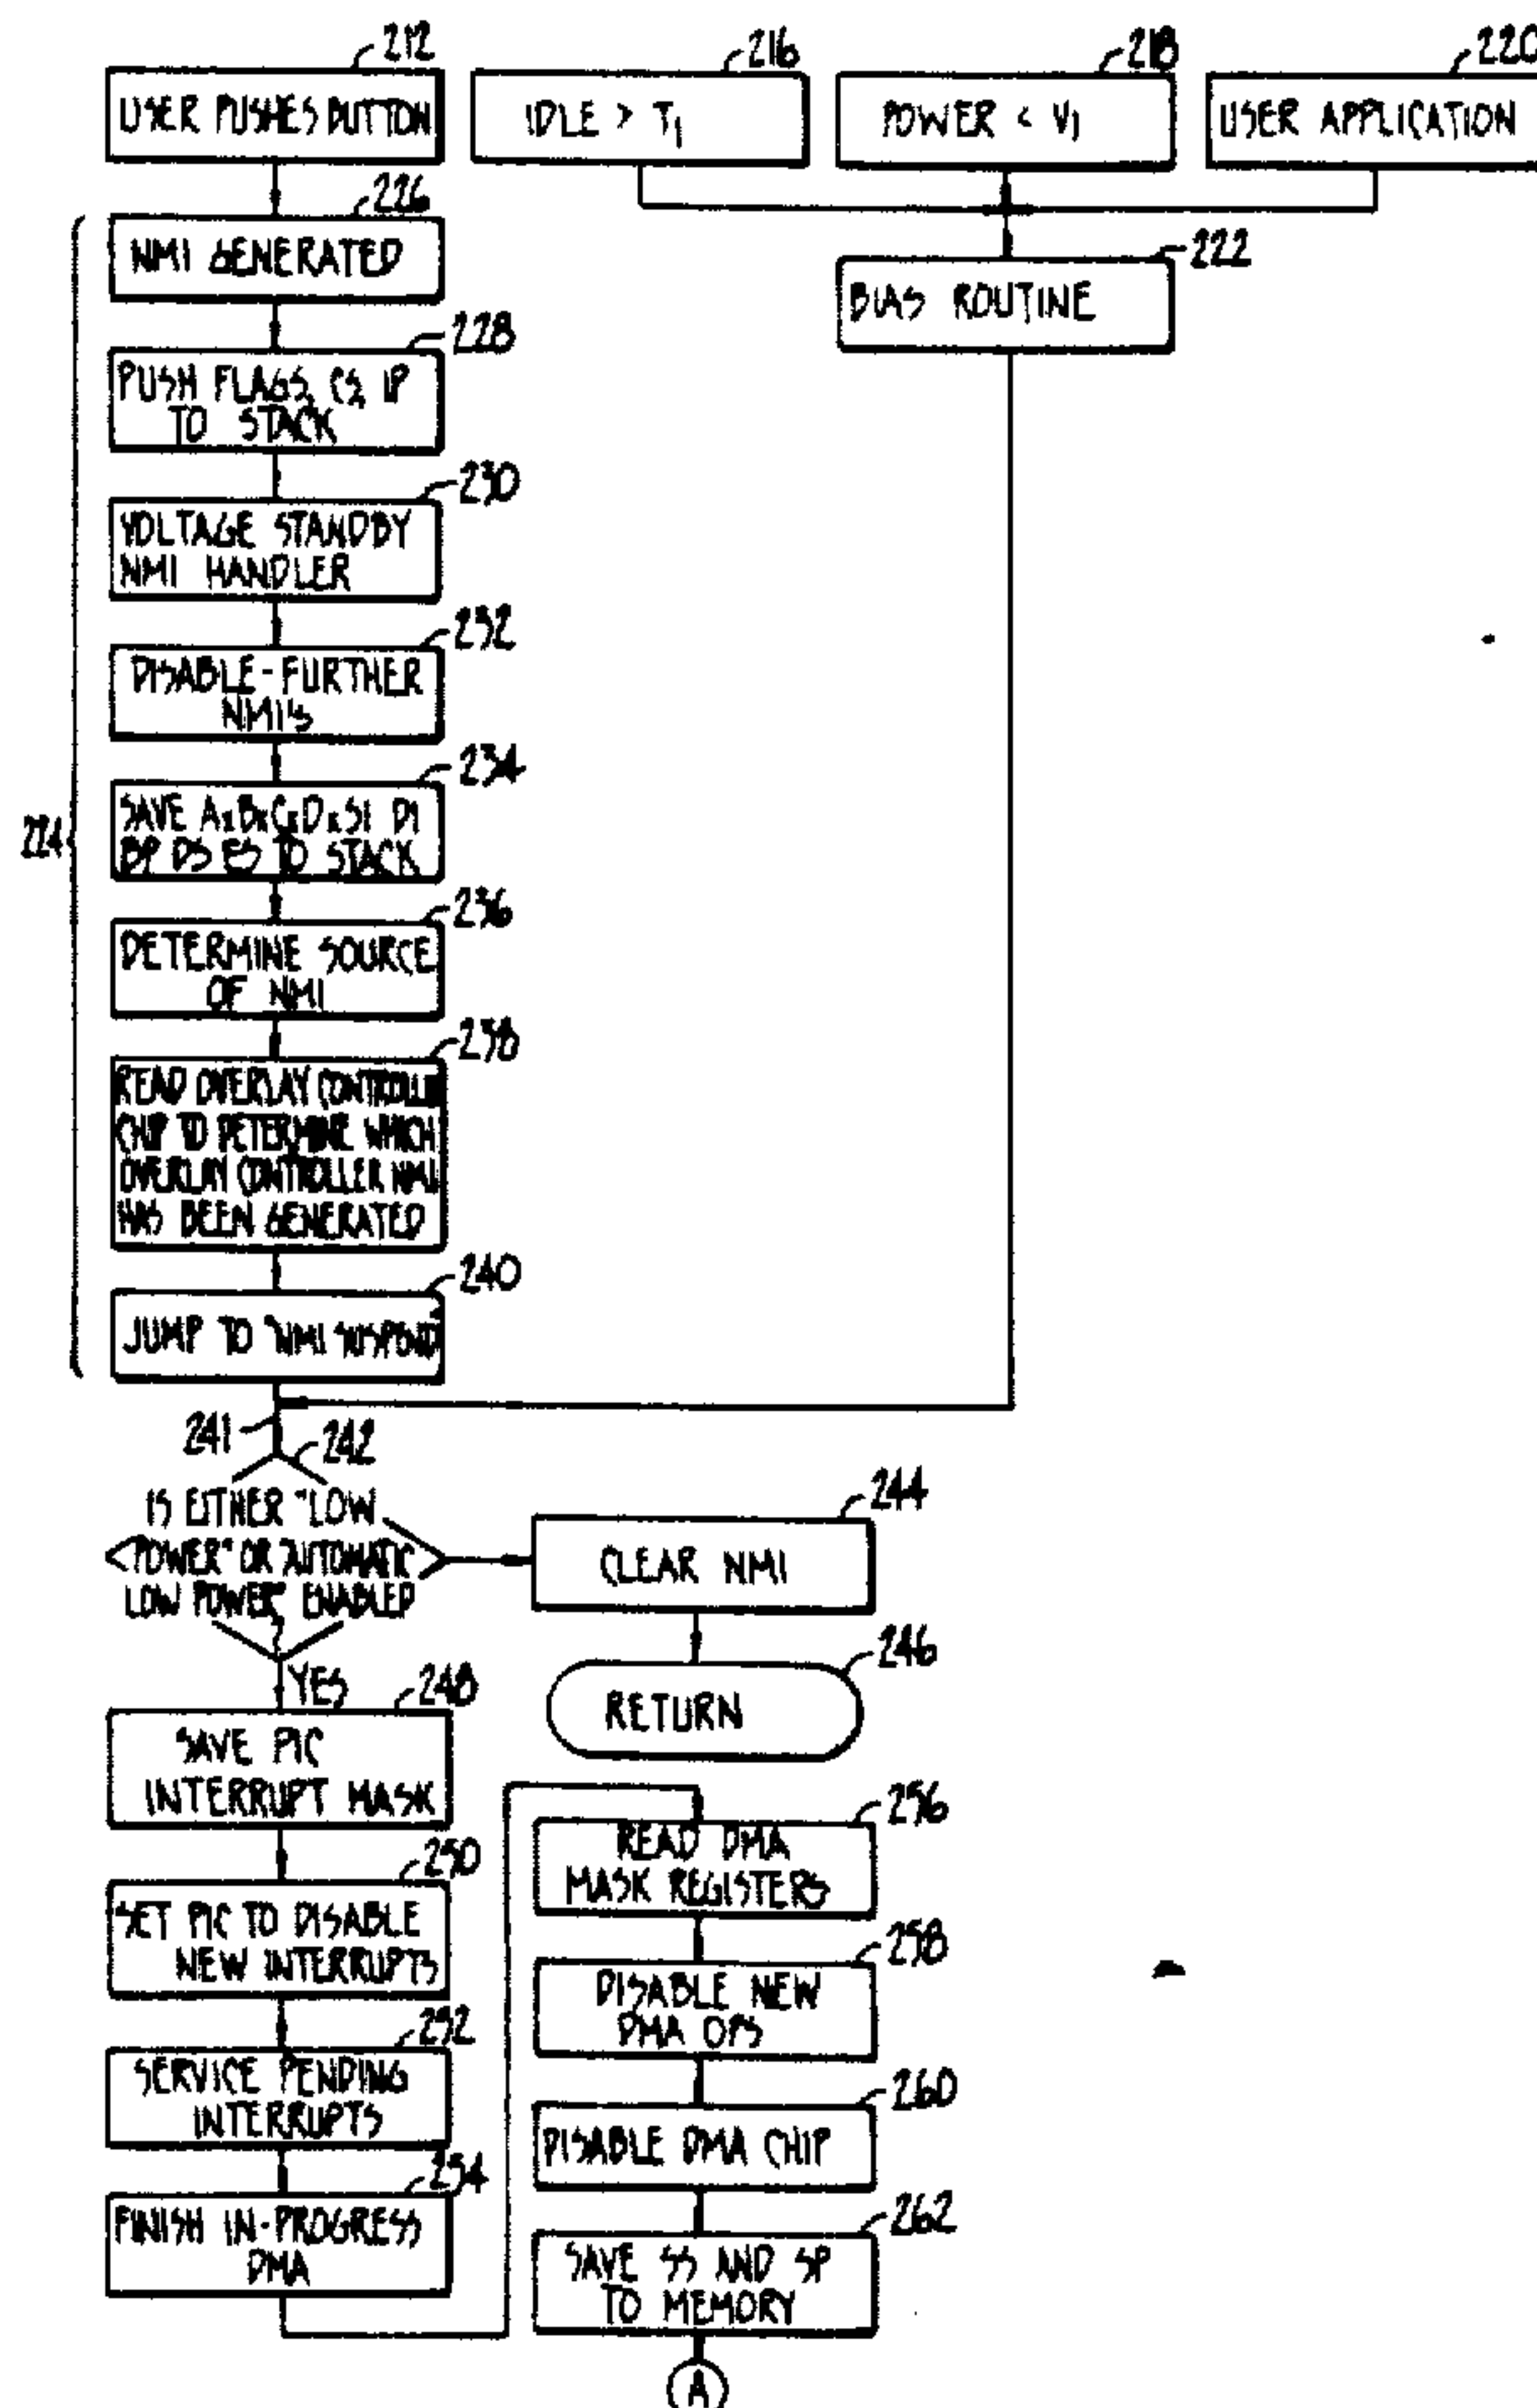 212
USER PUSHES BUTTON
216
IDLE > T1
218
POWER < V1
220
USER APPLICATION
226
NMI GENERATED
222
BIAS ROUTINE
228
PUSH FLAGS, CS, IP
TO STACK
230
VOLTAGE STANDBY
NMI HANDLER
232
DISABLE-FURTHER
NMI'S
234
SAVE AxBxCxDxSI DI
BP DS ES TO STACK
224
236
DETERMINE SOURCE
OF NMI
238
READ OVERLAY CONTROLLER
CHIP TO DETERMINE WHICH
OVERLAY CONTROLLER NMI
HAS BEEN GENERATED
240
JUMP TO "NMI SUSPEND"
241
242
IS EITHER "LOW
POWER" OR "AUTOMATIC
LOW POWER" ENABLED
244
CLEAR NMI
246
RETURN
YES
248
SAVE PIC
INTERRUPT MASK
250
SET PIC TO DISABLE
NEW INTERRUPTS
252
SERVICE PENDING
INTERRUPTS
254
FINISH IN-PROGRESS
DMA
256
READ DMA
MASK REGISTERS
258
DISABLE NEW
DMA OPS
260
DISABLE DMA CHIP
262
SAVE SS AND SP
TO MEMORY
A